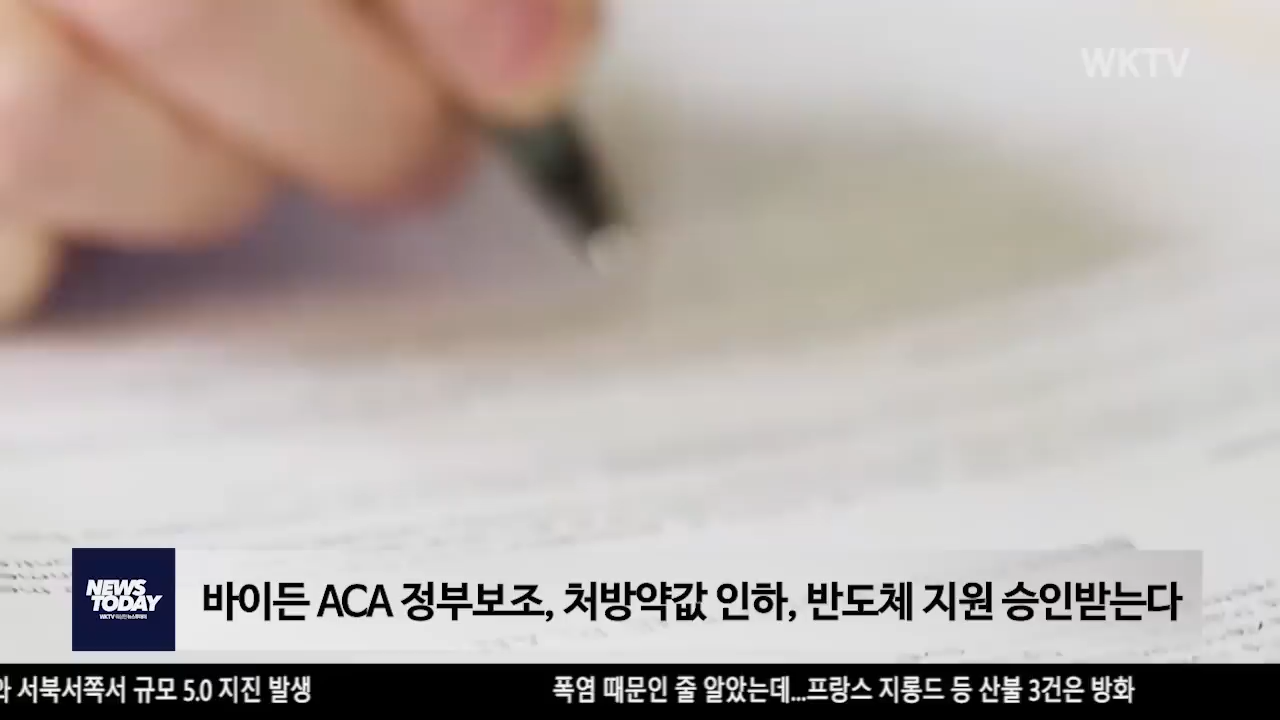 WKTV
NEWS
TODAY
바이든 ACA 정부보조, 처방약값 인하, 반도체 지원 승인받는다
서북서쪽서 규모 5.0 지진 발생
폭염 때문인 줄 알았는데...프랑스 지롱드 등 산불 3건은 방화